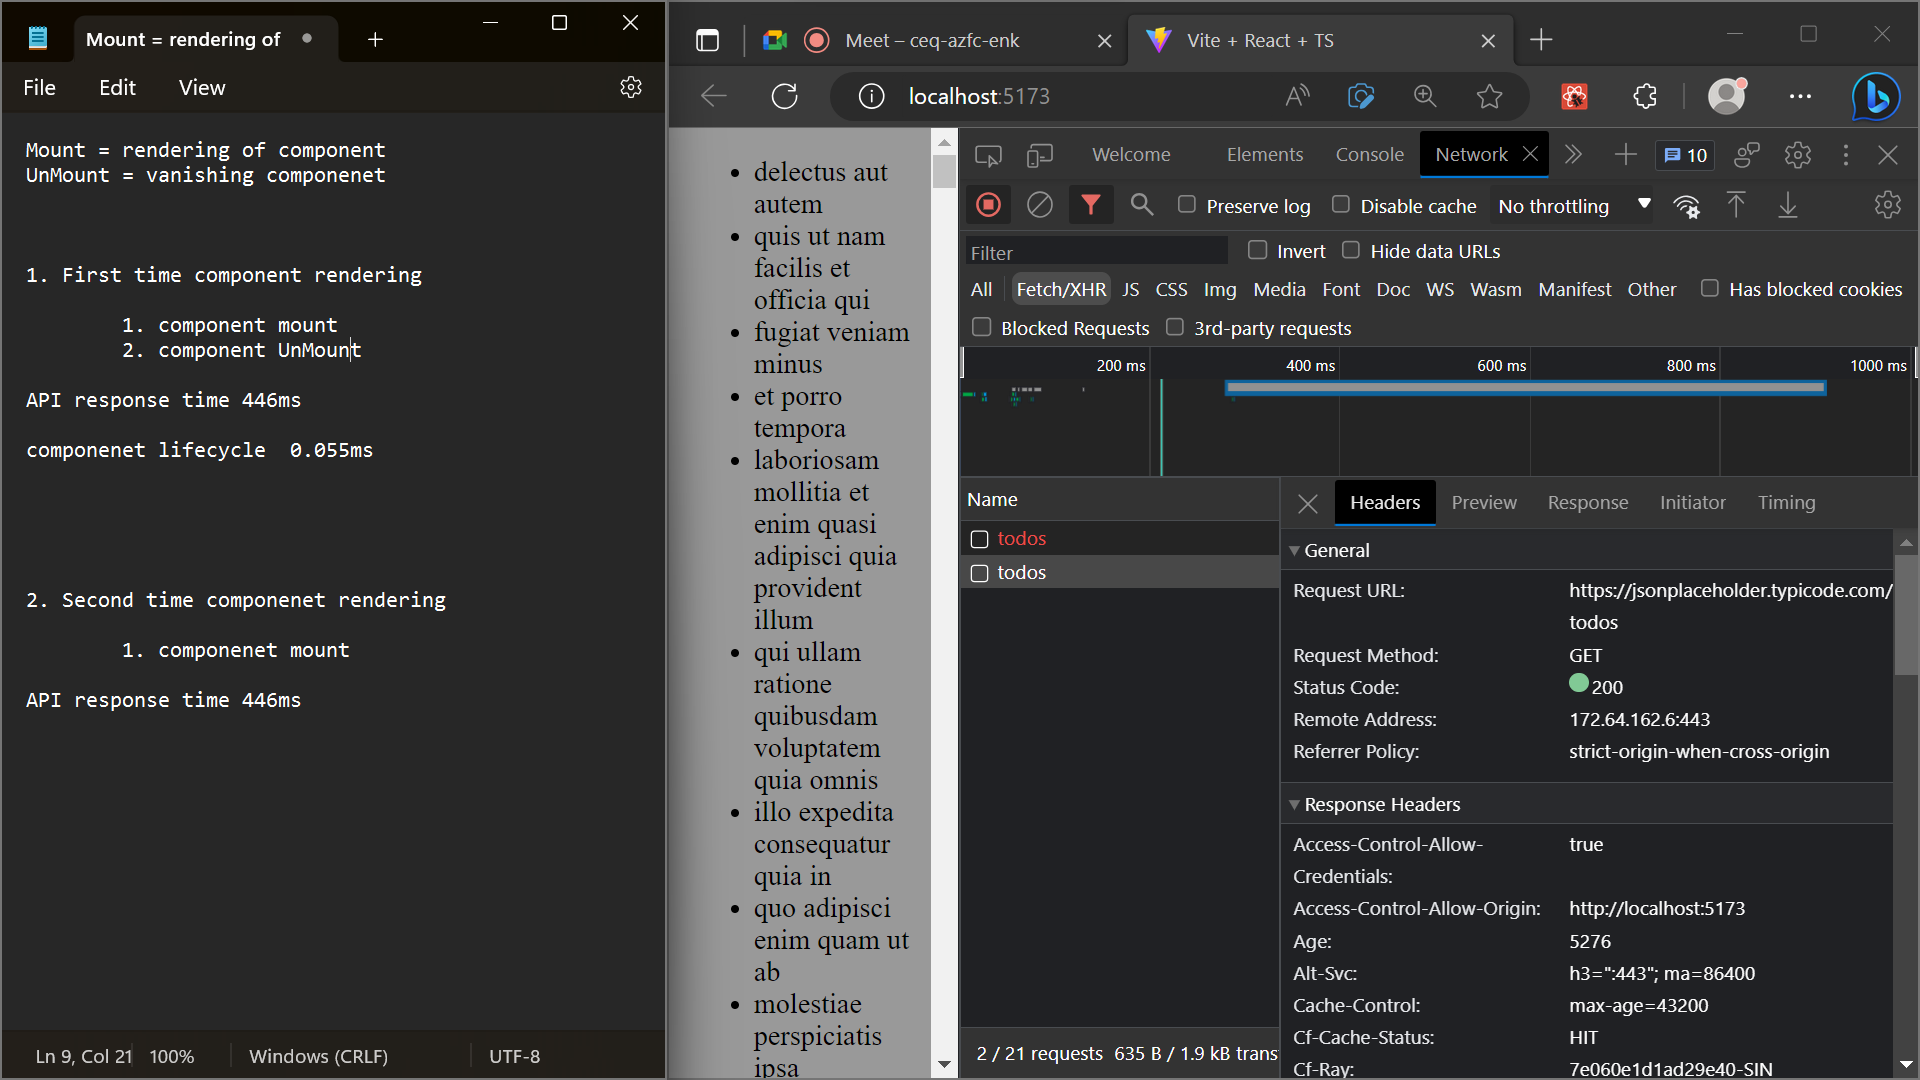 Mount = rendering of
File Edit View
Mount = rendering of component
UnMount = vanishing componenet
1. First time component rendering
1. component mount
2. component UnMount
API response time 446ms
componenet lifecycle  0.055ms
2. Second time componenet rendering
1. componenet mount
API response time 446ms
Ln 9, Col 21 100% Windows (CRLF) UTF-8
Meet – ceq-azfc-enk
Vite + React + TS
localhost:5173
delectus aut
autem
quis ut nam
facilis et
officia qui
fugiat veniam
minus
et porro
tempora
laboriosam
mollitia et
enim quasi
adipisci quia
provident
illum
qui ullam
ratione
quibusdam
voluptatem
quia omnis
illo expedita
consequatur
quia in
quo adipisci
enim quam ut
ab
molestiae
perspiciatis
ipsa
Welcome Elements Console Network 10
Preserve log Disable cache No throttling
Filter Invert Hide data URLs
All Fetch/XHR JS CSS Img Media Font Doc WS Wasm Manifest Other Has blocked cookies
Blocked Requests 3rd-party requests
200 ms 400 ms 600 ms 800 ms 1000 ms
Name
todos
todos
2 / 21 requests 635 B / 1.9 kB trans
Headers Preview Response Initiator Timing
General
Request URL: https://jsonplaceholder.typicode.com/
todos
Request Method: GET
Status Code: 200
Remote Address: 172.64.162.6:443
Referrer Policy: strict-origin-when-cross-origin
Response Headers
Access-Control-Allow- true
Credentials:
Access-Control-Allow-Origin: http://localhost:5173
Age: 5276
Alt-Svc: h3=":443"; ma=86400
Cache-Control: max-age=43200
Cf-Cache-Status: HIT
Cf-Ray: 7e060e1d1ad29e40-SIN